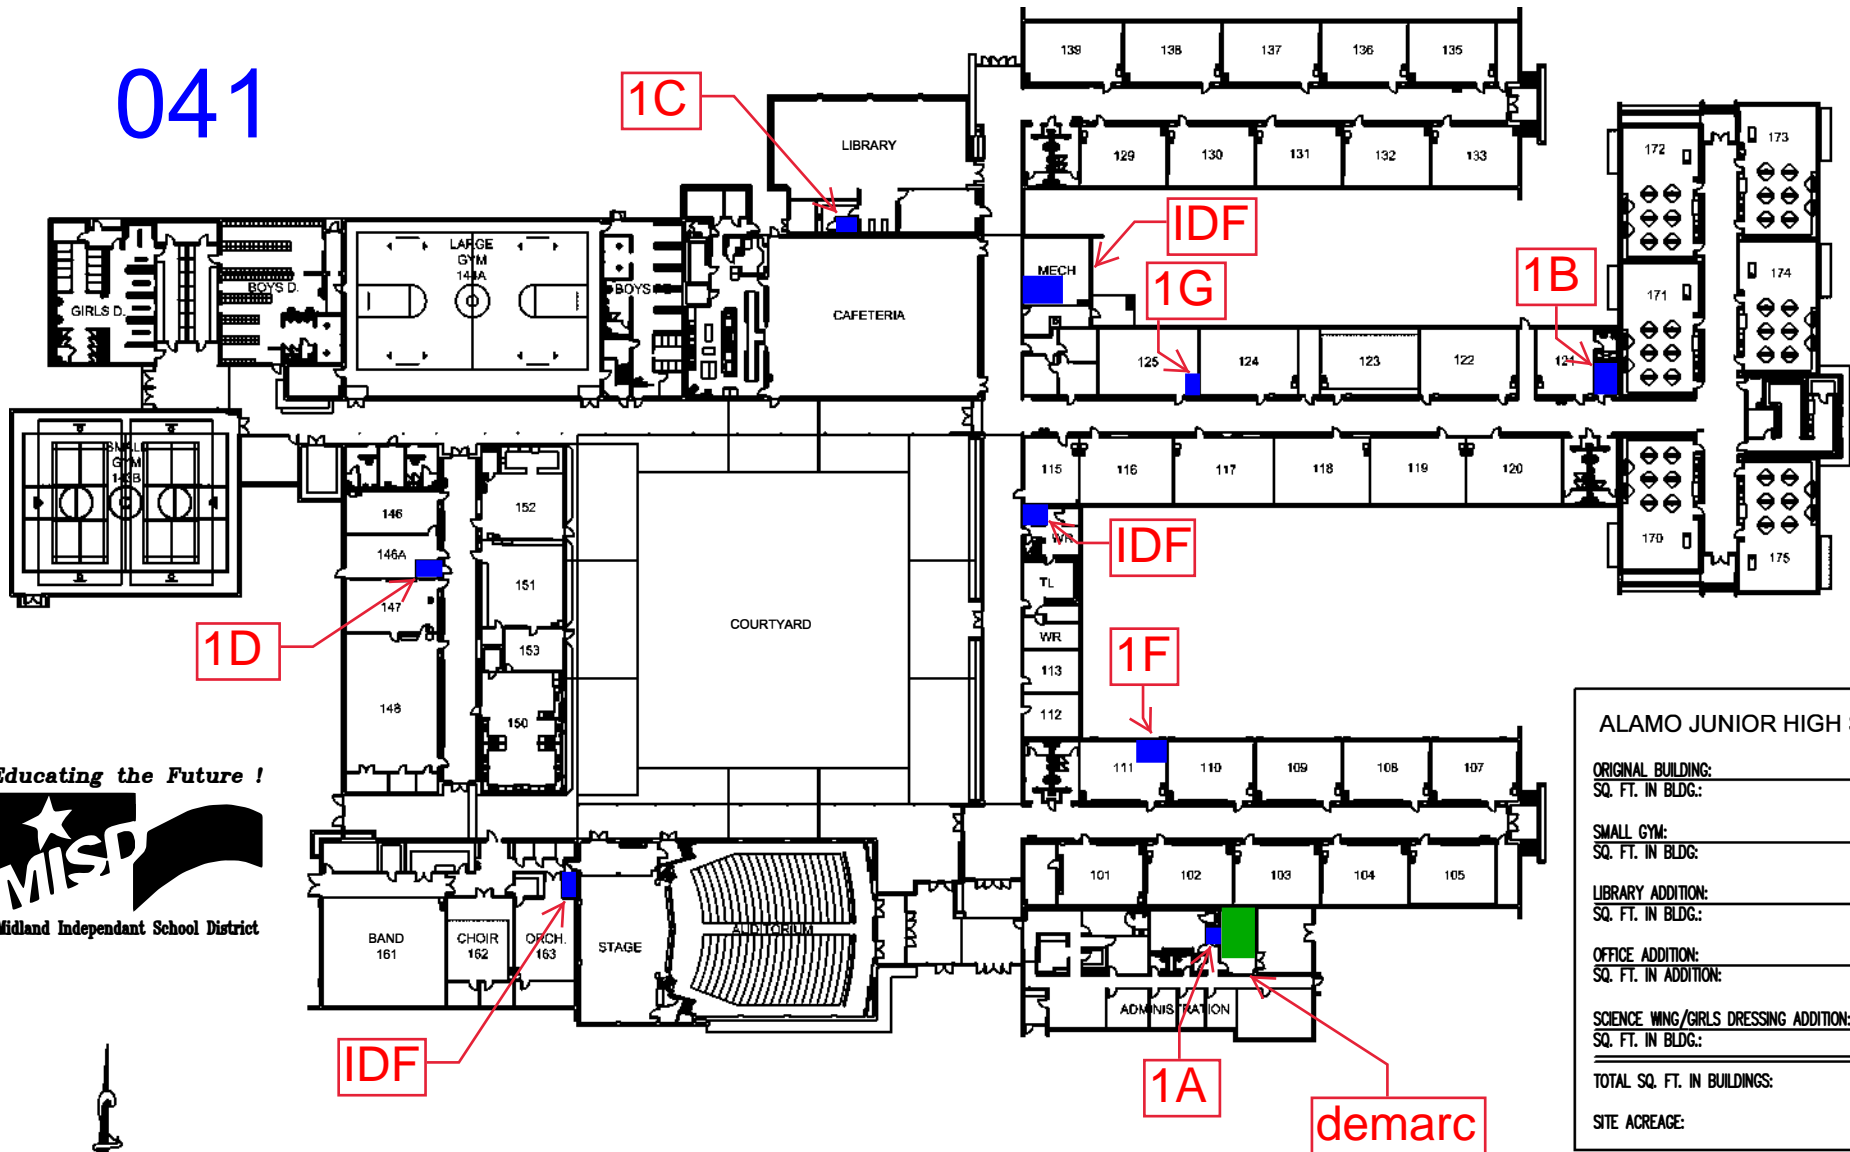 041
139
138
137
136
135
1C
LIBRARY
129
130
131
132
133
172
173
IDF
LARGE
GYM
144A
BOYS D.
GIRLS D.
BOYS
CAFETERIA
MECH
1G
1B
171
174
125
124
123
122
121
SMALL
GYM
143B
146
152
115
116
117
118
119
120
146A
151
WR
IDF
170
175
147
TL
1D
153
COURTYARD
WR
113
1F
148
150
112
111
110
109
108
107
Educating the Future !
MISD
Midland Independant School District
101
102
103
104
105
BAND
161
CHOIR
162
ORCH.
163
STAGE
AUDITORIUM
ADMINISTRATION
IDF
1A
demarc
ALAMO JUNIOR HIGH
ORIGINAL BUILDING:
SQ. FT. IN BLDG.:
SMALL GYM:
SQ. FT. IN BLDG:
LIBRARY ADDITION:
SQ. FT. IN BLDG.:
OFFICE ADDITION:
SQ. FT. IN ADDITION:
SCIENCE WING/GIRLS DRESSING ADDITION:
SQ. FT. IN BLDG.:
TOTAL SQ. FT. IN BUILDINGS:
SITE ACREAGE: